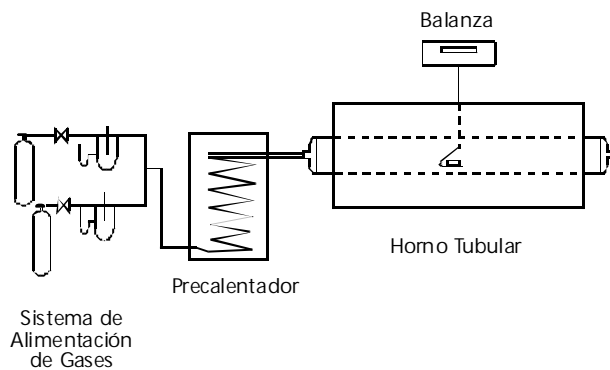 Balanza
Horno Tubular
Precalentador
Sistema de
Alimentación
de Gases